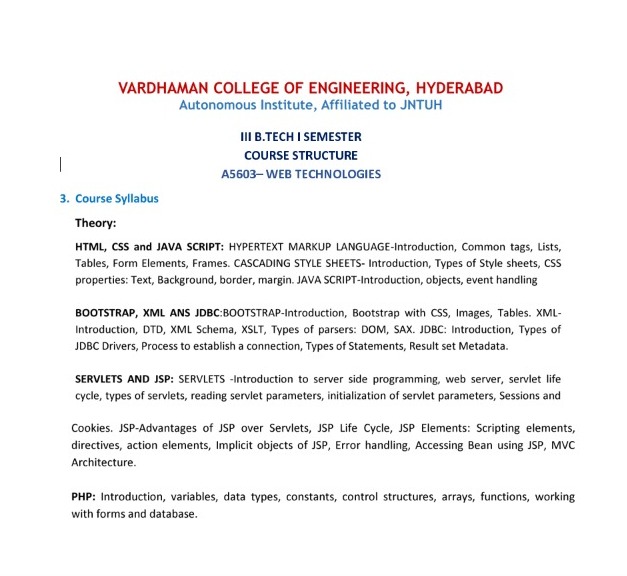 VARDHAMAN COLLEGE OF ENGINEERING, HYDERABAD
Autonomous Institute, Affiliated to JNTUH
III B.TECH I SEMESTER
COURSE STRUCTURE
A5603– WEB TECHNOLOGIES
3. Course Syllabus
Theory:
HTML, CSS and JAVA SCRIPT: HYPERTEXT MARKUP LANGUAGE-Introduction, Common tags, Lists,
Tables, Form Elements, Frames. CASCADING STYLE SHEETS- Introduction, Types of Style sheets, CSS
properties: Text, Background, border, margin. JAVA SCRIPT-Introduction, objects, event handling
BOOTSTRAP, XML ANS JDBC:BOOTSTRAP-Introduction, Bootstrap with CSS, Images, Tables. XML-
Introduction, DTD, XML Schema, XSLT, Types of parsers: DOM, SAX. JDBC: Introduction, Types of
JDBC Drivers, Process to establish a connection, Types of Statements, Result set Metadata.
SERVLETS AND JSP: SERVLETS -Introduction to server side programming, web server, servlet life
cycle, types of servlets, reading servlet parameters, initialization of servlet parameters, Sessions and
Cookies. JSP-Advantages of JSP over Servlets, JSP Life Cycle, JSP Elements: Scripting elements,
directives, action elements, Implicit objects of JSP, Error handling, Accessing Bean using JSP, MVC
Architecture.
PHP: Introduction, variables, data types, constants, control structures, arrays, functions, working
with forms and database.